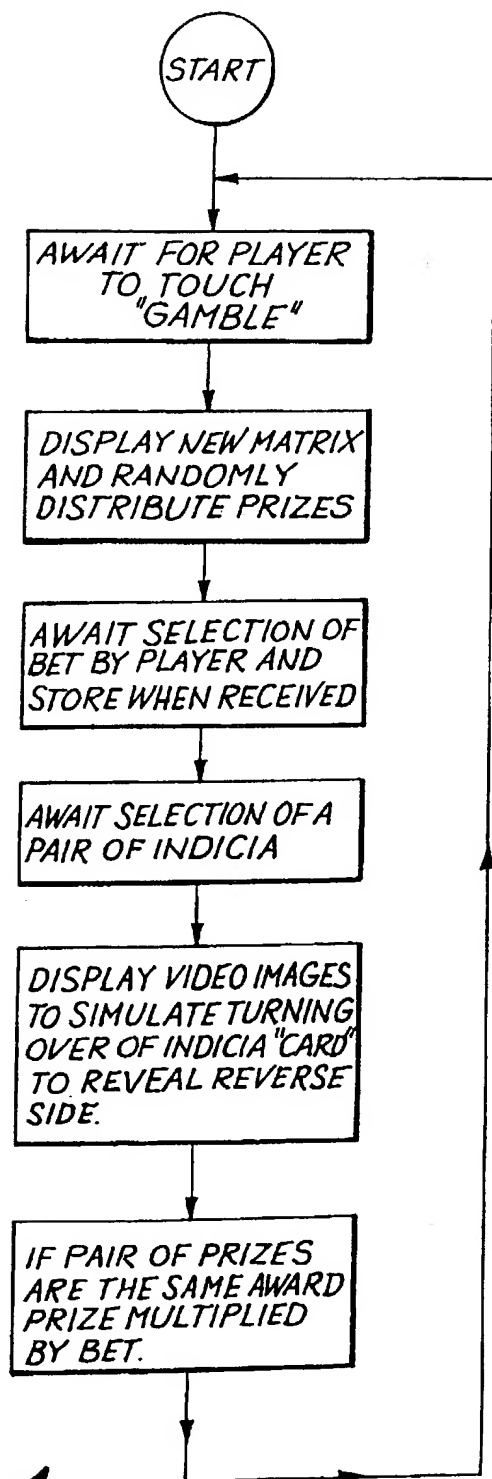 START
AWAIT FOR PLAYER
TO TOUCH
"GAMBLE"
DISPLAY NEW MATRIX
AND RANDOMLY
DISTRIBUTE PRIZES
AWAIT SELECTION OF
BET BY PLAYER AND
STORE WHEN RECEIVED
AWAIT SELECTION OF A
PAIR OF INDICIA
DISPLAY VIDEO IMAGES
TO SIMULATE TURNING
OVER OF INDICIA "CARD"
TO REVEAL REVERSE
SIDE.
IF PAIR OF PRIZES
ARE THE SAME AWARD
PRIZE MULTIPLIED
BY BET.